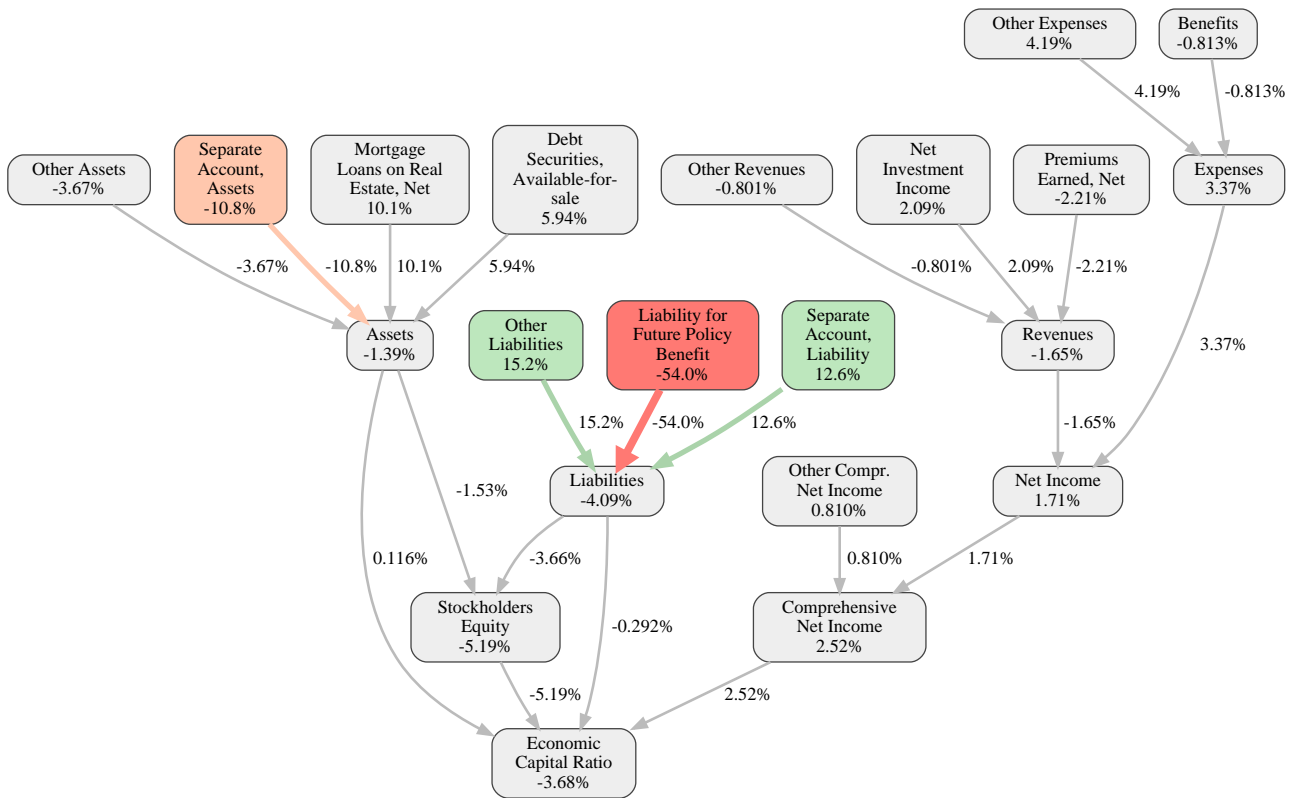 Other Expenses
4.19%
Benefits
-0.813%
4.19%
-0.813%
Other Assets
-3.67%
Separate
Account,
Assets
-10.8%
Mortgage
Loans on Real
Estate, Net
10.1%
Debt
Securities,
Available-for-
sale
5.94%
Other Revenues
-0.801%
Net
Investment
Income
2.09%
Premiums
Earned, Net
-2.21%
Expenses
3.37%
-3.67%
-10.8%
10.1%
5.94%
-0.801%
2.09%
-2.21%
Assets
-1.39%
Other
Liabilities
15.2%
Liability for
Future Policy
Benefit
-54.0%
Separate
Account,
Liability
12.6%
Revenues
-1.65%
3.37%
15.2%
-54.0%
12.6%
-1.65%
-1.53%
Liabilities
-4.09%
Other Compr.
Net Income
0.810%
Net Income
1.71%
0.116%
-3.66%
0.810%
1.71%
Stockholders
Equity
-5.19%
-0.292%
Comprehensive
Net Income
2.52%
-5.19%
2.52%
Economic
Capital Ratio
-3.68%